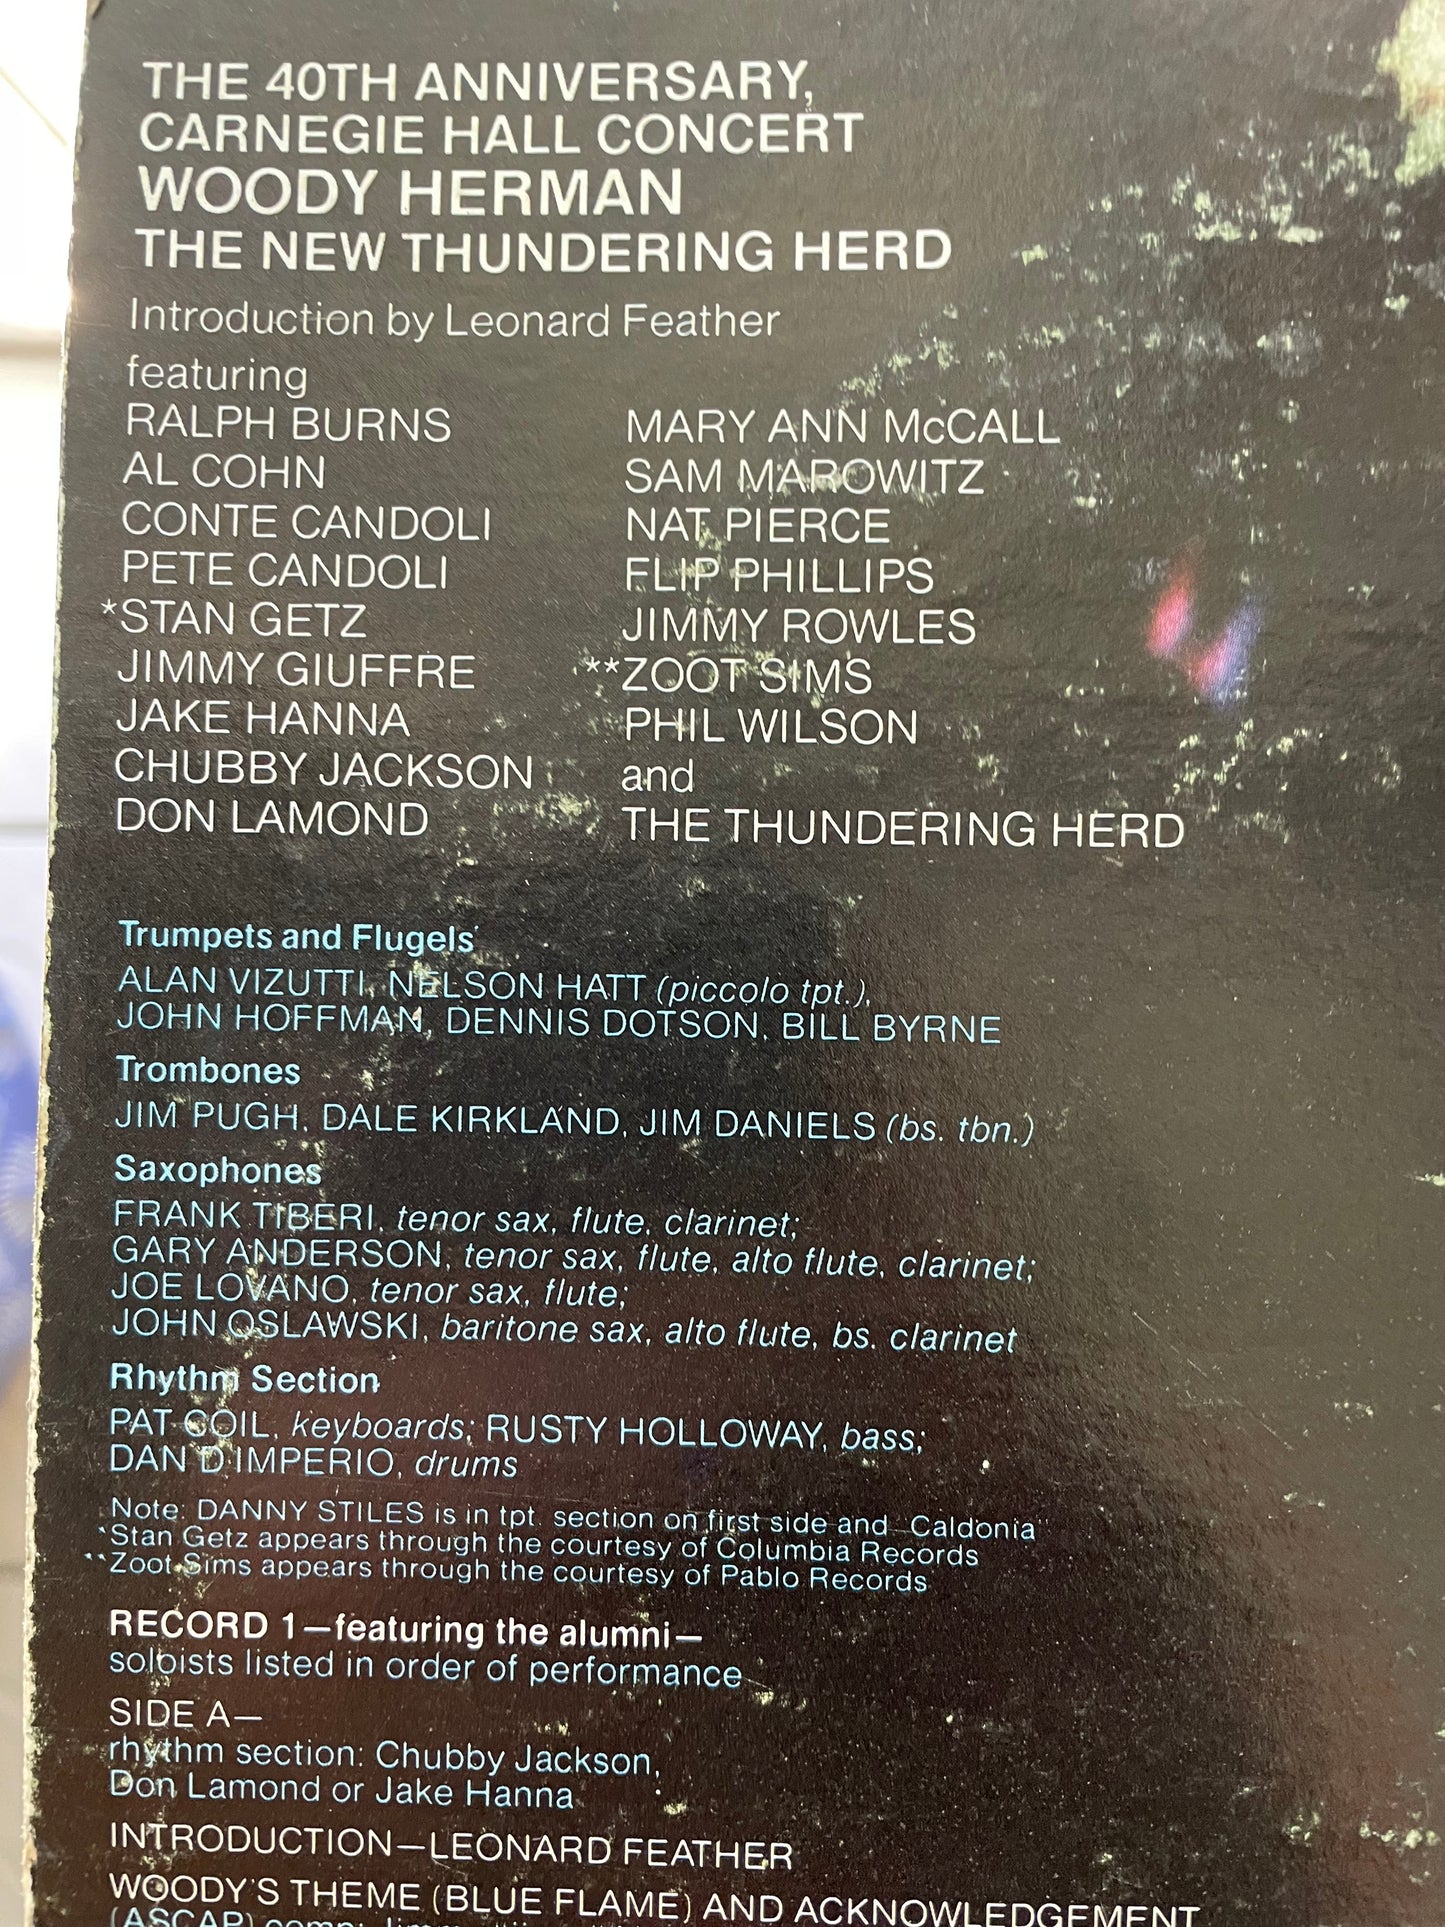 THE 40TH ANNIVERSARY,
CARNEGIE HALL CONCERT
WOODY HERMAN
THE NEW THUNDERING HERD
Introduction by Leonard Feather
featuring
RALPH BURNS
AL COHN
CONTE CANDOLI
PETE CANDOLI
*STAN GETZ
JIMMY GIUFFRE
JAKE HANNA
CHUBBY JACKSON
DON LAMOND
MARY ANN McCALL
SAM MAROWITZ
NAT PIERCE
FLIP PHILLIPS
JIMMY ROWLES
**ZOOT SIMS
PHIL WILSON
and
THE THUNDERING HERD
Trumpets and Flugels
ALAN VIZUTTI, NELSON HATT (piccolo tpt.),
JOHN HOFFMAN, DENNIS DOTSON, BILL BYRNE
Trombones
JIM PUGH, DALE KIRKLAND, JIM DANIELS (bs. tbn.)
Saxophones
FRANK TIBERI, tenor sax, flute, clarinet;
GARY ANDERSON, tenor sax, flute, alto flute, clarinet;
JOE LOVANO, tenor sax, flute;
JOHN OSLAWSKI, baritone sax, alto flute, bs. clarinet
Rhythm Section
PAT COIL, keyboards; RUSTY HOLLOWAY, bass;
DAN D'IMPERIO, drums
Note: DANNY STILES is in tpt. section on first side and "Caldonia"
*Stan Getz appears through the courtesy of Columbia Records
**Zoot Sims appears through the courtesy of Pablo Records
RECORD 1—featuring the alumni—
soloists listed in order of performance
SIDE A—
rhythm section: Chubby Jackson,
Don Lamond or Jake Hanna
INTRODUCTION—LEONARD FEATHER
WOODY'S THEME (BLUE FLAME) AND ACKNOWLEDGEMENT
(ASCAP)